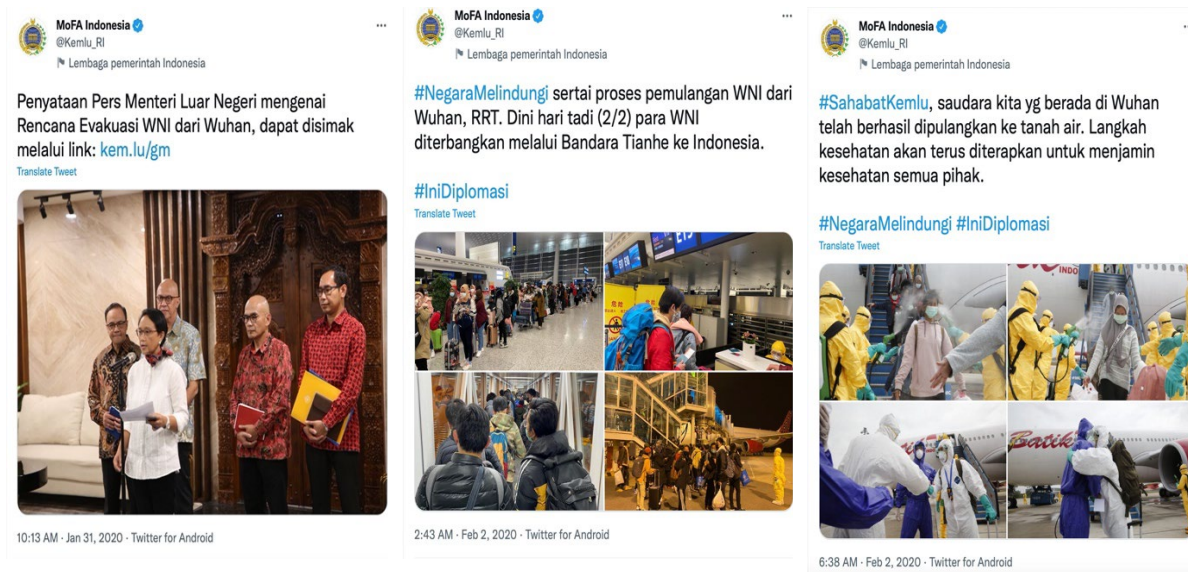 MoFA Indonesia
@Kemlu_RI
Lembaga pemerintah Indonesia
Penyataan Pers Menteri Luar Negeri mengenai
Rencana Evakuasi WNI dari Wuhan, dapat disimak
melalui link: kem.lu/gm
Translate Tweet
10:13 AM · Jan 31, 2020 · Twitter for Android
MoFA Indonesia
@Kemlu_RI
Lembaga pemerintah Indonesia
#NegaraMelindungi sertai proses pemulangan WNI dari
Wuhan, RRT. Dini hari tadi (2/2) para WNI
diterbangkan melalui Bandara Tianhe ke Indonesia.
#IniDiplomasi
Translate Tweet
2:43 AM · Feb 2, 2020 · Twitter for Android
MoFA Indonesia
@Kemlu_RI
Lembaga pemerintah Indonesia
#SahabatKemlu, saudara kita yg berada di Wuhan
telah berhasil dipulangkan ke tanah air. Langkah
kesehatan akan terus diterapkan untuk menjamin
kesehatan semua pihak.
#NegaraMelindungi #IniDiplomasi
Translate Tweet
INDO
Batik
6:38 AM · Feb 2, 2020 · Twitter for Android